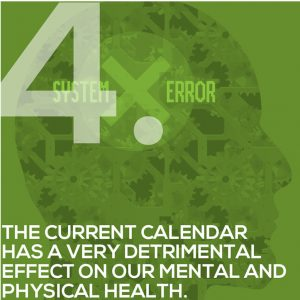 4.
SYSTEM X ERROR
THE CURRENT CALENDAR
HAS A VERY DETRIMENTAL
EFFECT ON OUR MENTAL AND
PHYSICAL HEALTH.